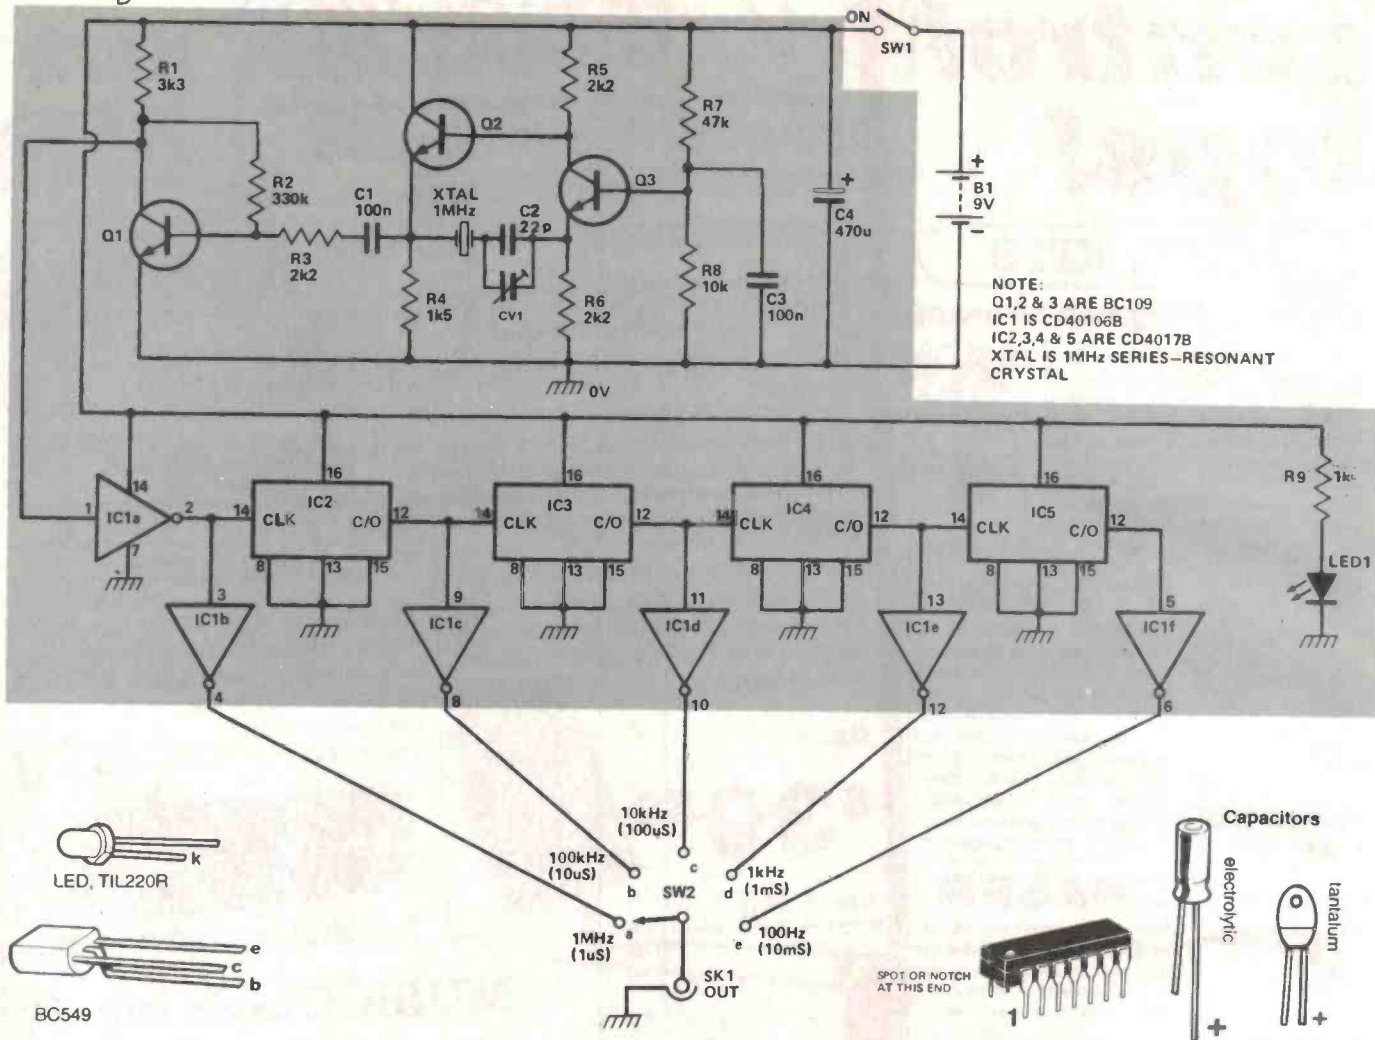 ON
SW1
R1
3k3
R5
2k2
R7
47k
Q2
Q3
R2
330k
C1
100n
XTAL
1MHz
C2
22p
+
B1
9V
-
+
C4
470u
Q1
R3
2k2
R4
1k5
CV1
R6
2k2
R8
10k
C3
100n
0V
NOTE:
Q1,2 & 3 ARE BC109
IC1 IS CD40106B
IC2,3,4 & 5 ARE CD4017B
XTAL IS 1MHz SERIES-RESONANT
CRYSTAL
14
16
16
16
16
R9
1k
1
IC1a
2
14
CLK
IC2
C/O
12
14
CLK
IC3
C/O
12
14
CLK
IC4
C/O
12
14
CLK
IC5
C/O
12
7
8
13
15
8
13
15
8
13
15
8
13
15
LED1
3
IC1b
9
IC1c
11
IC1d
13
IC1e
5
IC1f
4
8
10
12
6
10kHz
(100uS)
100kHz
(10uS)
b
c
SW2
1kHz
(1mS)
d
1MHz
(1uS)
a
100Hz
(10mS)
e
SK1
OUT
k
LED, TIL220R
e
c
b
BC549
Capacitors
electrolytic
tantalum
SPOT OR NOTCH
AT THIS END
1
+
+